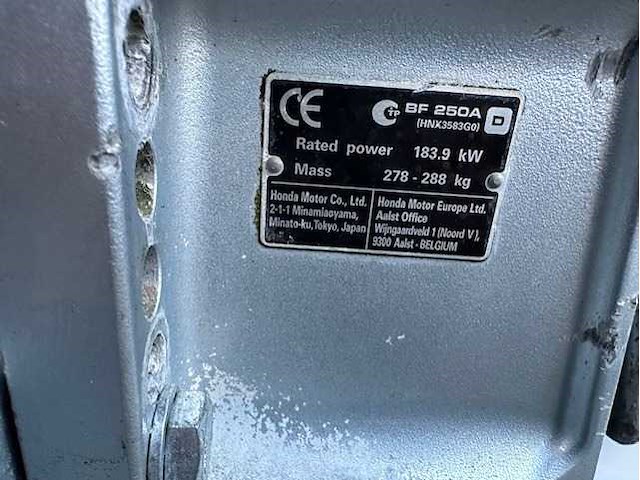 CE TP BF 250A D
(HNX3583G0)
Rated power 183.9 kW
Mass 278 - 288 kg
Honda Motor Co., Ltd.
2-1-1 Minamiaoyama,
Minato-ku,Tokyo, Japan
Honda Motor Europe Ltd.
Aalst Office
Wijngaardveld 1 (Noord V),
9300 Aalst - BELGIUM